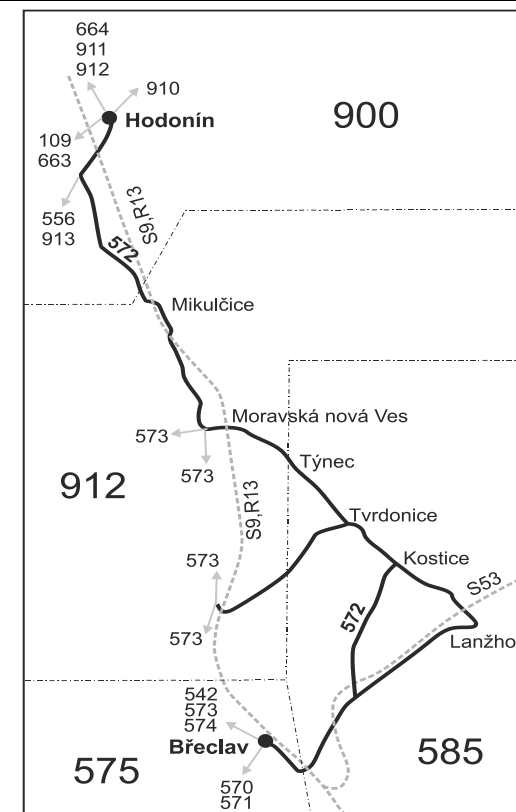 664
911
912
910
Hodonín
900
109
663
556
913
S9,R13
572
Mikulčice
Moravská nová Ves
573
573
912
Týnec
S9,R13
Tvrdonice
573
Kostice
S53
572
573
Lanžho
542
573
574
Břeclav
585
575
570
571